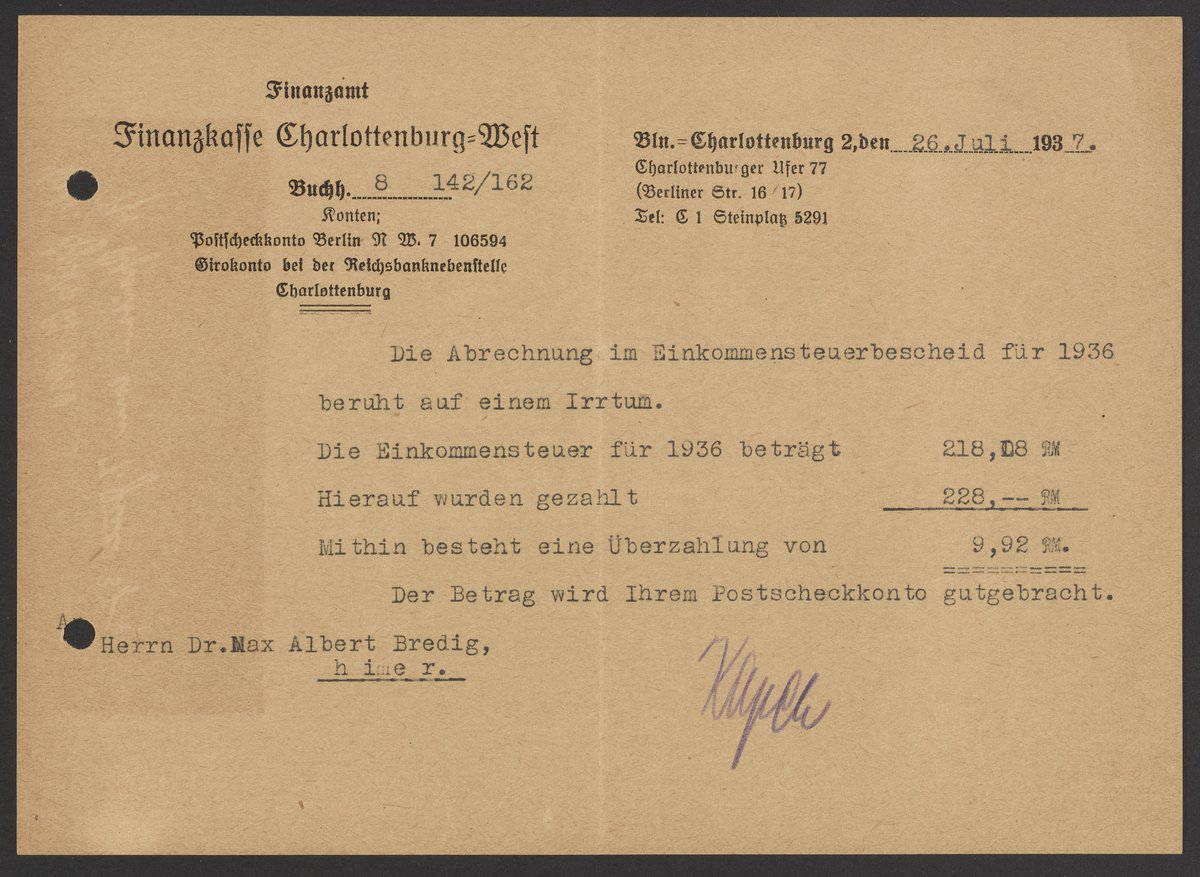 Finanzamt
Finanzkasse Charlottenburg-West
Buchh. 8 142/162
Konten;
Postscheckkonto Berlin N W. 7 106594
Girokonto bei der Reichsbanknebenstelle
Charlottenburg
Bln.=Charlottenburg 2, den 26.Juli 1937.
Charlottenburger Ufer 77
(Berliner Str. 16/17)
Tel: C 1 Steinplatz 5291
Die Abrechnung im Einkommensteuerbescheid für 1936
beruht auf einem Irrtum.
Die Einkommensteuer für 1936 beträgt 218,08 RM
Hierauf wurden gezahlt 228,-- RM
Mithin besteht eine Überzahlung von 9,92 RM.
Der Betrag wird Ihrem Postscheckkonto gutgebracht.
Herrn Dr.Max Albert Bredig,
h i e r.